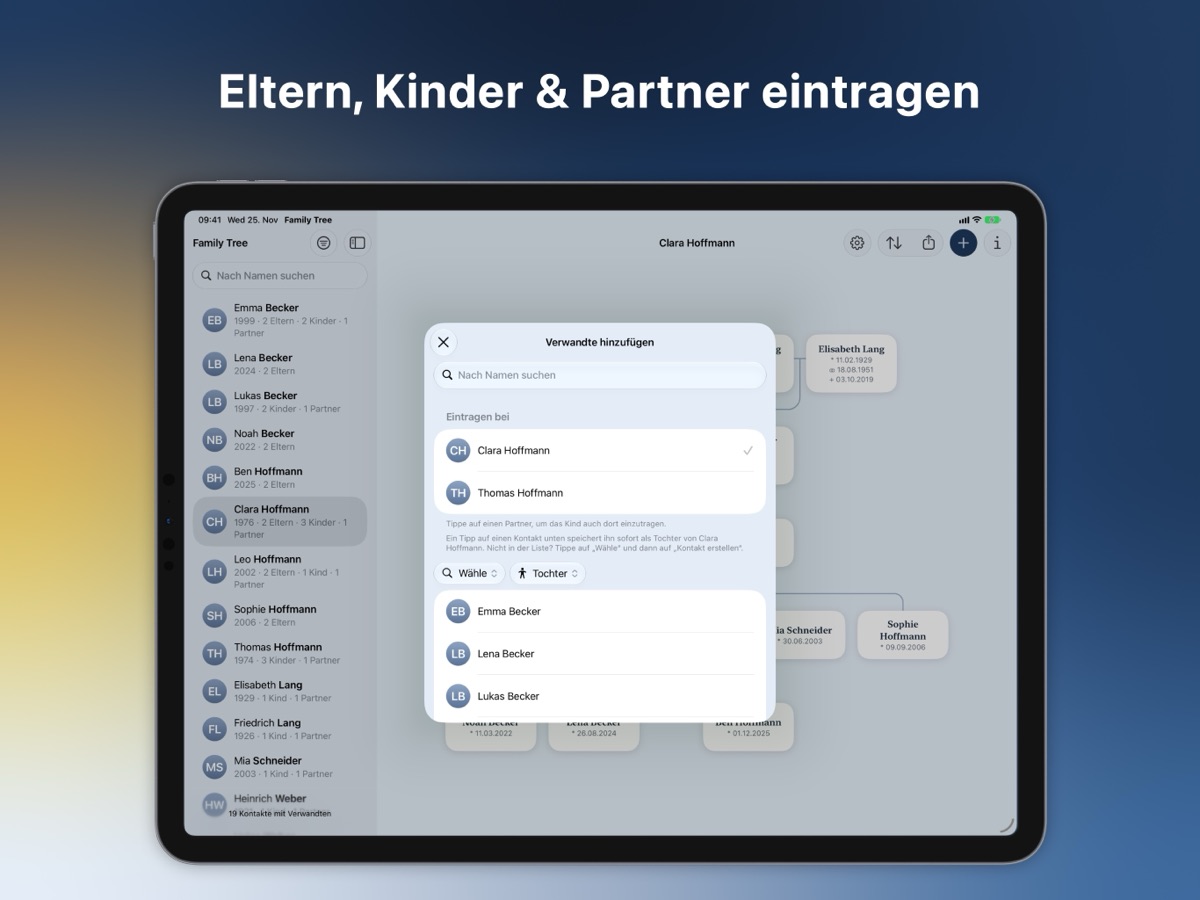 Eltern, Kinder & Partner eintragen
09:41 Wed 25. Nov Family Tree
Family Tree
Clara Hoffmann
Nach Namen suchen
EB
Emma Becker
1999 · 2 Eltern · 2 Kinder · 1
Partner
LB
Lena Becker
2024 · 2 Eltern
LB
Lukas Becker
1997 · 2 Kinder · 1 Partner
NB
Noah Becker
2022 · 2 Eltern
BH
Ben Hoffmann
2025 · 2 Eltern
CH
Clara Hoffmann
1976 · 2 Eltern · 3 Kinder · 1
Partner
LH
Leo Hoffmann
2002 · 2 Eltern · 1 Kind · 1
Partner
SH
Sophie Hoffmann
2006 · 2 Eltern
TH
Thomas Hoffmann
1974 · 3 Kinder · 1 Partner
EL
Elisabeth Lang
1929 · 1 Kind · 1 Partner
FL
Friedrich Lang
1926 · 1 Kind · 1 Partner
MS
Mia Schneider
2003 · 1 Kind · 1 Partner
HW
Heinrich Weber
19 Kontakte mit Verwandten
Verwandte hinzufügen
Nach Namen suchen
Eintragen bei
CH
Clara Hoffmann
TH
Thomas Hoffmann
Tippe auf einen Partner, um das Kind auch dort einzutragen.
Ein Tipp auf einen Kontakt unten speichert ihn sofort als Tochter von Clara
Hoffmann. Nicht in der Liste? Tippe auf „Wähle“ und dann auf „Kontakt erstellen“.
Wähle
Tochter
EB
Emma Becker
LB
Lena Becker
LB
Lukas Becker
g
Elisabeth Lang
* 11.02.1929
⚭ 18.08.1951
+ 03.10.2019
ia Schneider
* 30.06.2003
Sophie
Hoffmann
* 09.09.2006
Noah Becker
* 11.03.2022
Lena Becker
* 26.08.2024
Ben Hoffmann
* 01.12.2025